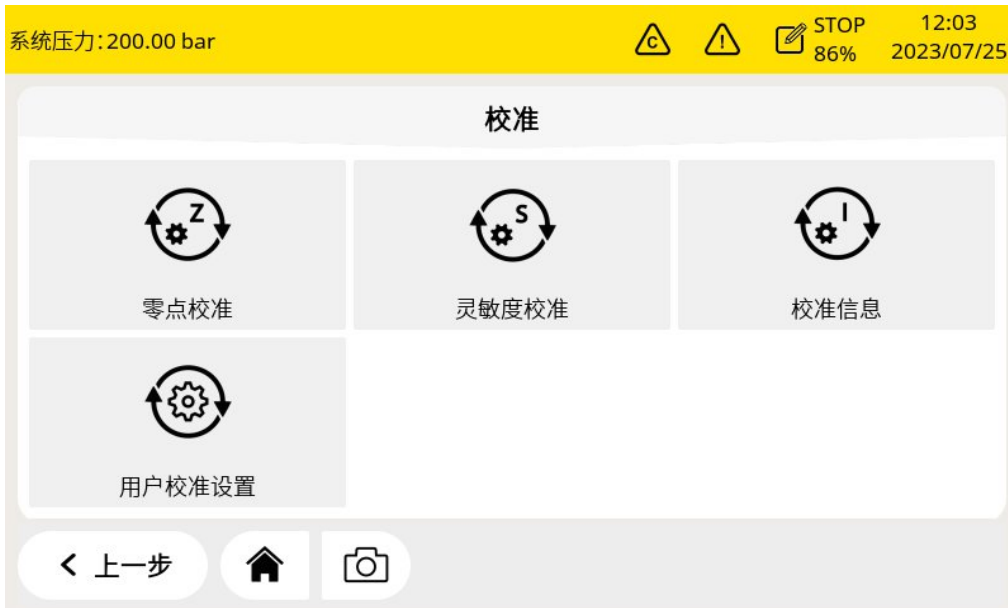 系统压力:200.00 bar
C
!
STOP
86%
12:03
2023/07/25
校准
Z
S
I
零点校准
灵敏度校准
校准信息
用户校准设置
上一步